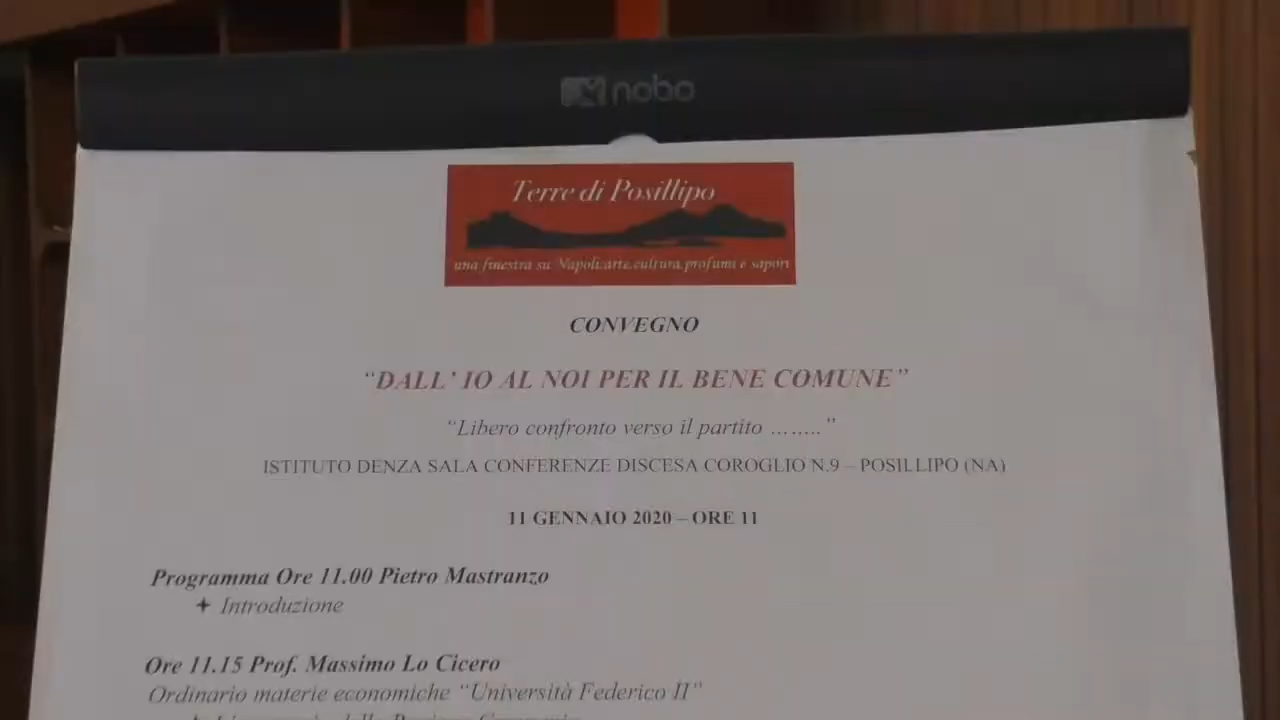 nobo
Terre di Posillipo
una finestra su Napoli:arte,cultura,profumi e sapori
CONVEGNO
“DALL’ IO AL NOI PER IL BENE COMUNE”
“Libero confronto verso il partito ……..”
ISTITUTO DENZA SALA CONFERENZE DISCESA COROGLIO N.9 – POSILLIPO (NA)
11 GENNAIO 2020 – ORE 11
Programma Ore 11.00 Pietro Mastranzo
Introduzione
Ore 11.15 Prof. Massimo Lo Cicero
Ordinario materie economiche “Università Federico II”